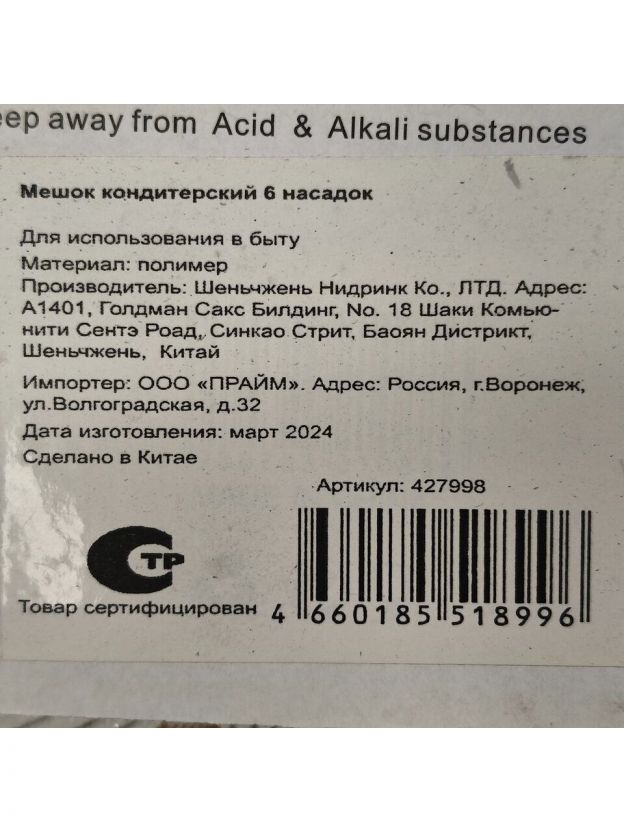 eep away from Acid & Alkali substances
Мешок кондитерский 6 насадок
Для использования в быту
Материал: полимер
Производитель: Шеньчжень Нидринк Ко., ЛТД. Адрес:
А1401, Голдман Сакс Билдинг, No. 18 Шаки Комью-
нити Сентэ Роад, Синкао Стрит, Баоян Дистрикт,
Шеньчжень, Китай
Импортер: ООО «ПРАЙМ». Адрес: Россия, г.Воронеж,
ул.Волгоградская, д.32
Дата изготовления: март 2024
Сделано в Китае
Артикул: 427998
СТР
Товар сертифицирован
4 660185 518996